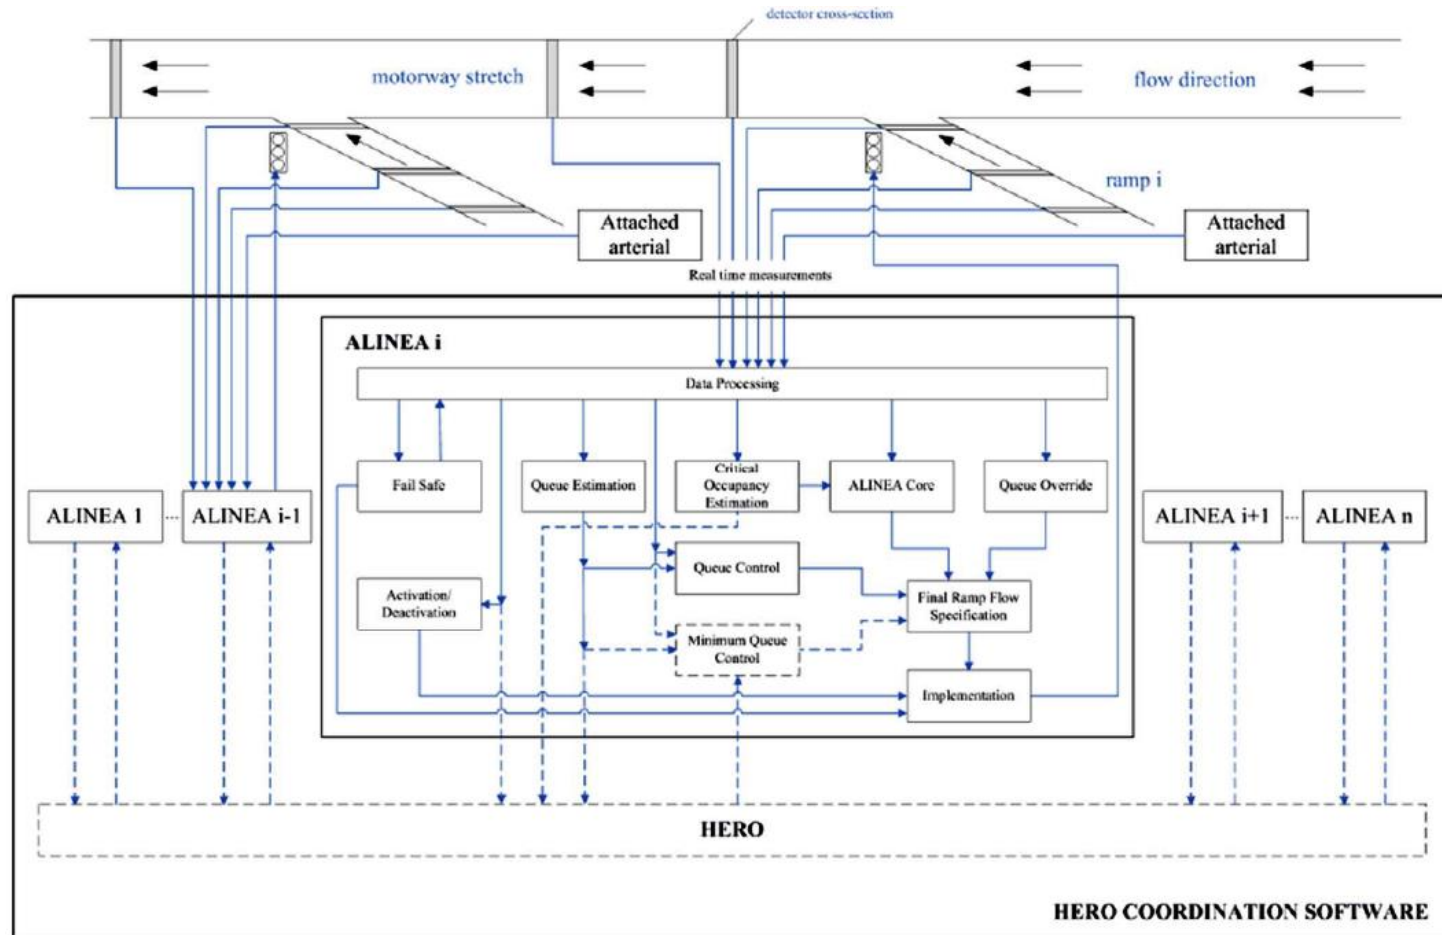 detector cross-section
motorway stretch
flow direction
ramp i
Attached
arterial
Attached
arterial
Real time measurements
ALINEA i
Data Processing
Fail Safe
Queue Estimation
Critical
Occupancy
Estimation
ALINEA Core
Queue Override
ALINEA 1
...
ALINEA i-1
ALINEA i+1
...
ALINEA n
Queue Control
Activation/
Deactivation
Final Ramp Flow
Specification
Minimum Queue
Control
Implementation
HERO
HERO COORDINATION SOFTWARE